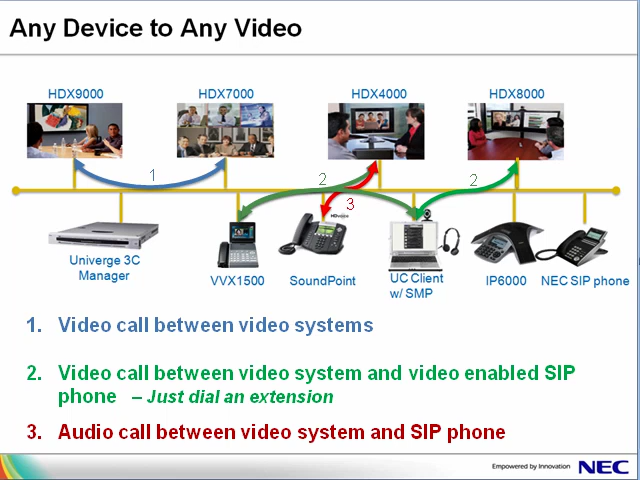 Any Device to Any Video
HDX9000
HDX7000
HDX4000
HDX8000
1
2
2
3
HDvoice
Univerge 3C
Manager
VVX1500
SoundPoint
UC Client
w/ SMP
IP6000
NEC SIP phone
1. Video call between video systems
2. Video call between video system and video enabled SIP
phone – Just dial an extension
3. Audio call between video system and SIP phone
Empowered by Innovation NEC